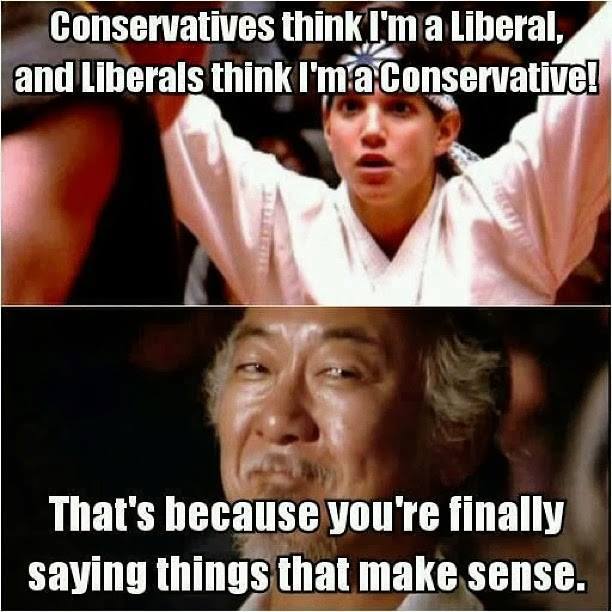 Conservatives think I'm a Liberal,
and Liberals think I'm a Conservative!
That's because you're finally
saying things that make sense.